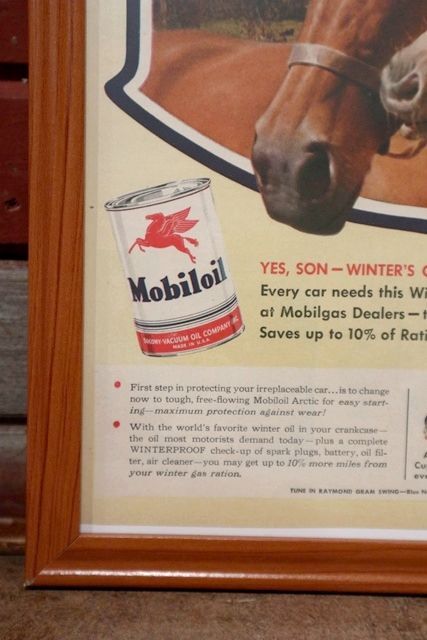 Mobiloil
SOCONY-VACUUM OIL COMPANY, INC.
MADE IN U.S.A.
YES, SON—WINTER'S
Every car needs this
at Mobilgas Dealers—
Saves up to 10% of
First step in protecting your irreplaceable car...is to change
now to tough, free-flowing Mobiloil Arctic for easy start-
ing—maximum protection against wear!
With the world's favorite winter oil in your crankcase—
the oil most motorists demand today—plus a complete
WINTERPROOF check-up of spark plugs, battery, oil fil-
ter, air cleaner—you may get up to 10% more miles from
your winter gas ration.
TUNE IN RAYMOND GRAM SWING—Blue